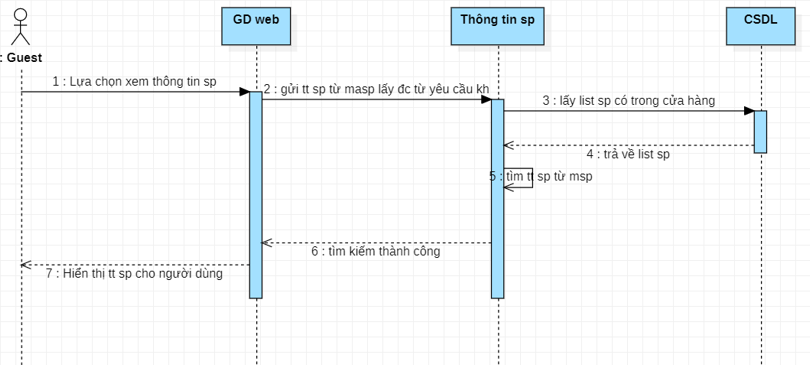 GD web
Thông tin sp
CSDL
: Guest
1 : Lựa chọn xem thông tin sp
2 : gửi tt sp từ masp lấy đc từ yêu cầu kh
3 : lấy list sp có trong cửa hàng
4 : trả về list sp
5 : tìm tt sp từ msp
6 : tìm kiếm thành công
7 : Hiển thị tt sp cho người dùng